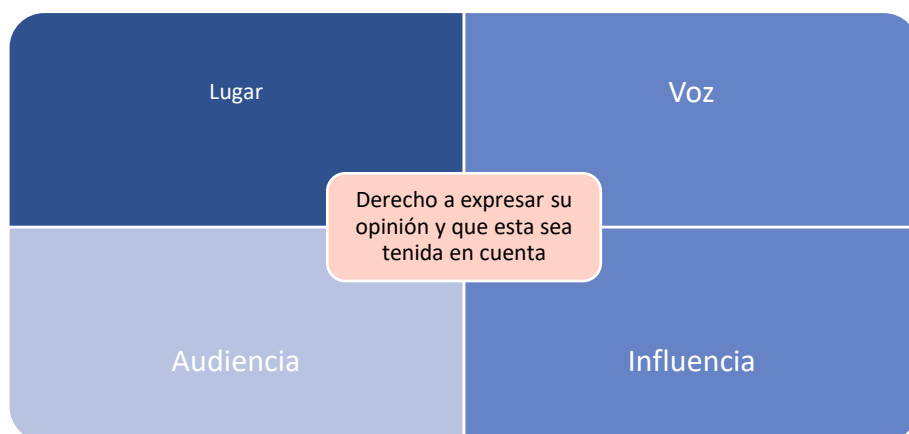 Lugar
Voz
Derecho a expresar su
opinión y que esta sea
tenida en cuenta
Audiencia
Influencia